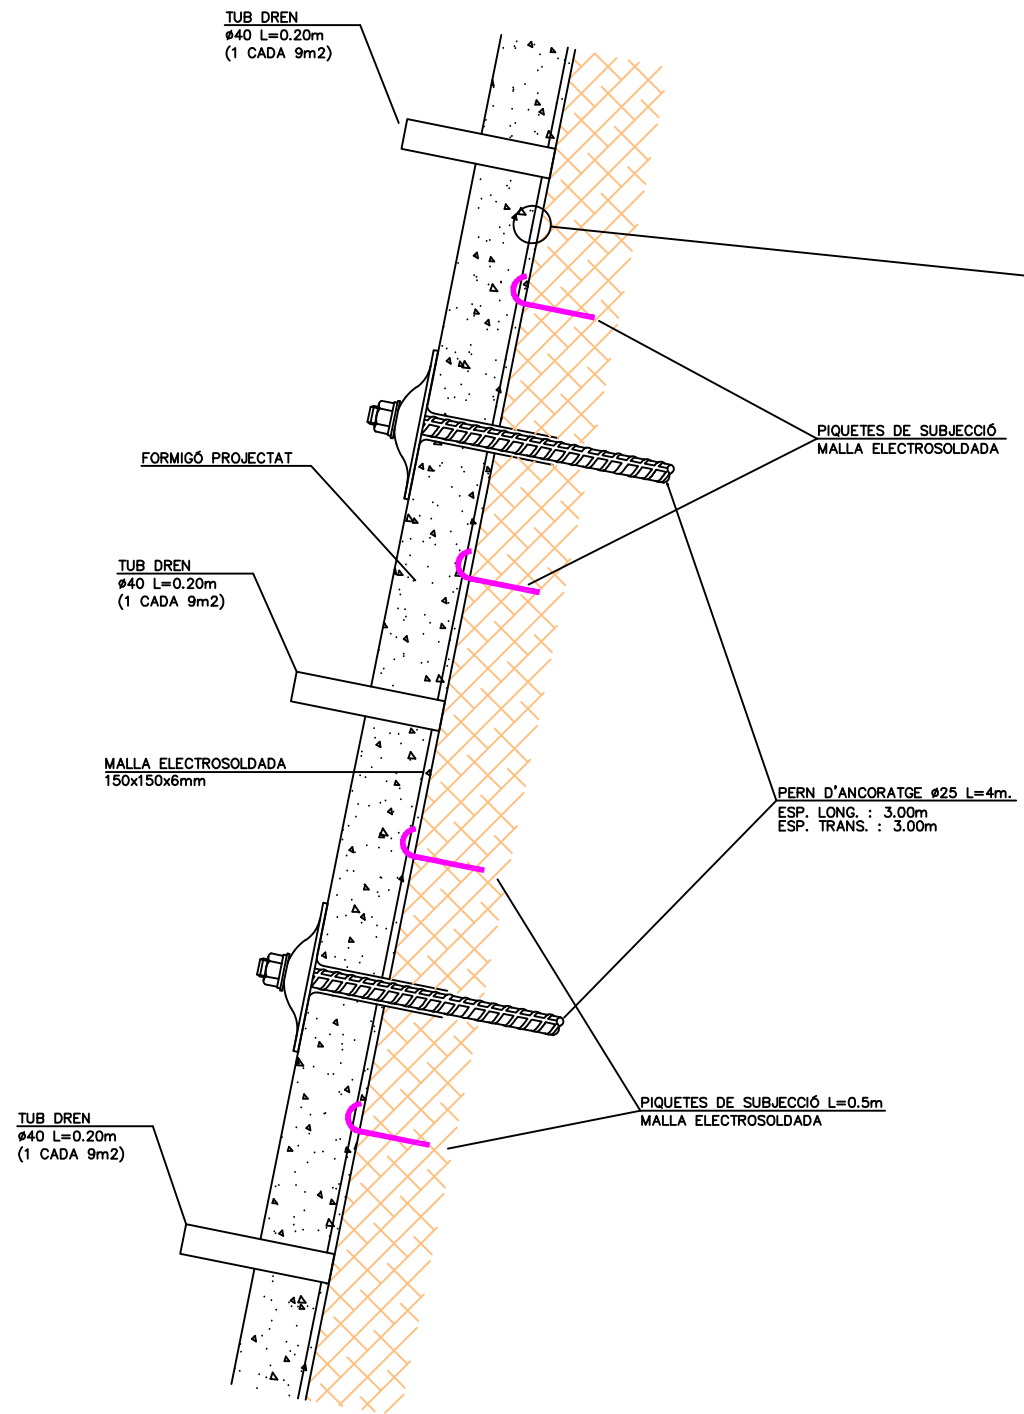 TUB DREN
ø40 L=0.20m
(1 CADA 9m2)
PIQUETES DE SUBJECCIÓ
MALLA ELECTROSOLDADA
FORMIGÓ PROJECTAT
TUB DREN
ø40 L=0.20m
(1 CADA 9m2)
MALLA ELECTROSOLDADA
150x150x6mm
PERN D'ANCORATGE ø25 L=4m.
ESP. LONG. : 3.00m
ESP. TRANS. : 3.00m
PIQUETES DE SUBJECCIÓ L=0.5m
MALLA ELECTROSOLDADA
TUB DREN
ø40 L=0.20m
(1 CADA 9m2)